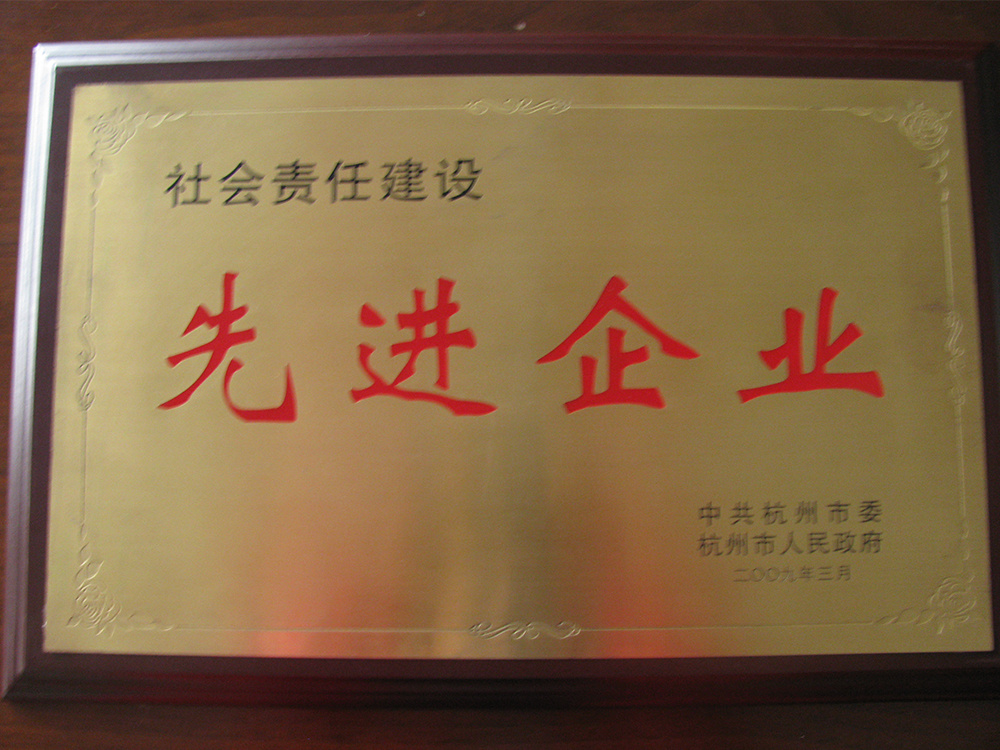 社会责任建设
先进企业
中共杭州市委
杭州市人民政府
二〇〇九年三月